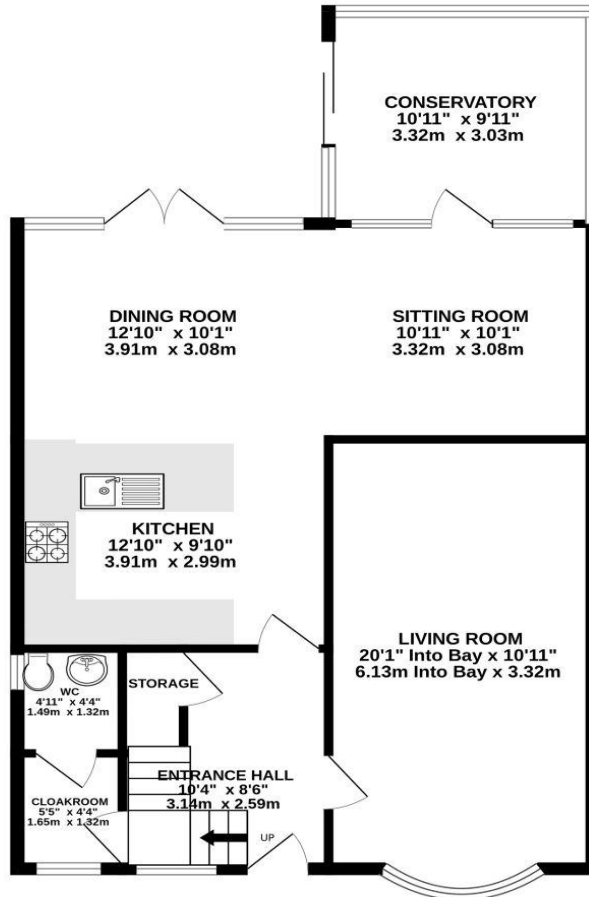 CONSERVATORY
10'11" x 9'11"
3.32m x 3.03m
DINING ROOM
12'10" x 10'1"
3.91m x 3.08m
SITTING ROOM
10'11" x 10'1"
3.32m x 3.08m
KITCHEN
12'10" x 9'10"
3.91m x 2.99m
LIVING ROOM
20'1" Into Bay x 10'11"
6.13m Into Bay x 3.32m
WC
4'11" x 4'4"
1.49m x 1.32m
STORAGE
ENTRANCE HALL
10'4" x 8'6"
3.14m x 2.59m
CLOAKROOM
5'5" x 4'4"
1.65m x 1.32m
UP